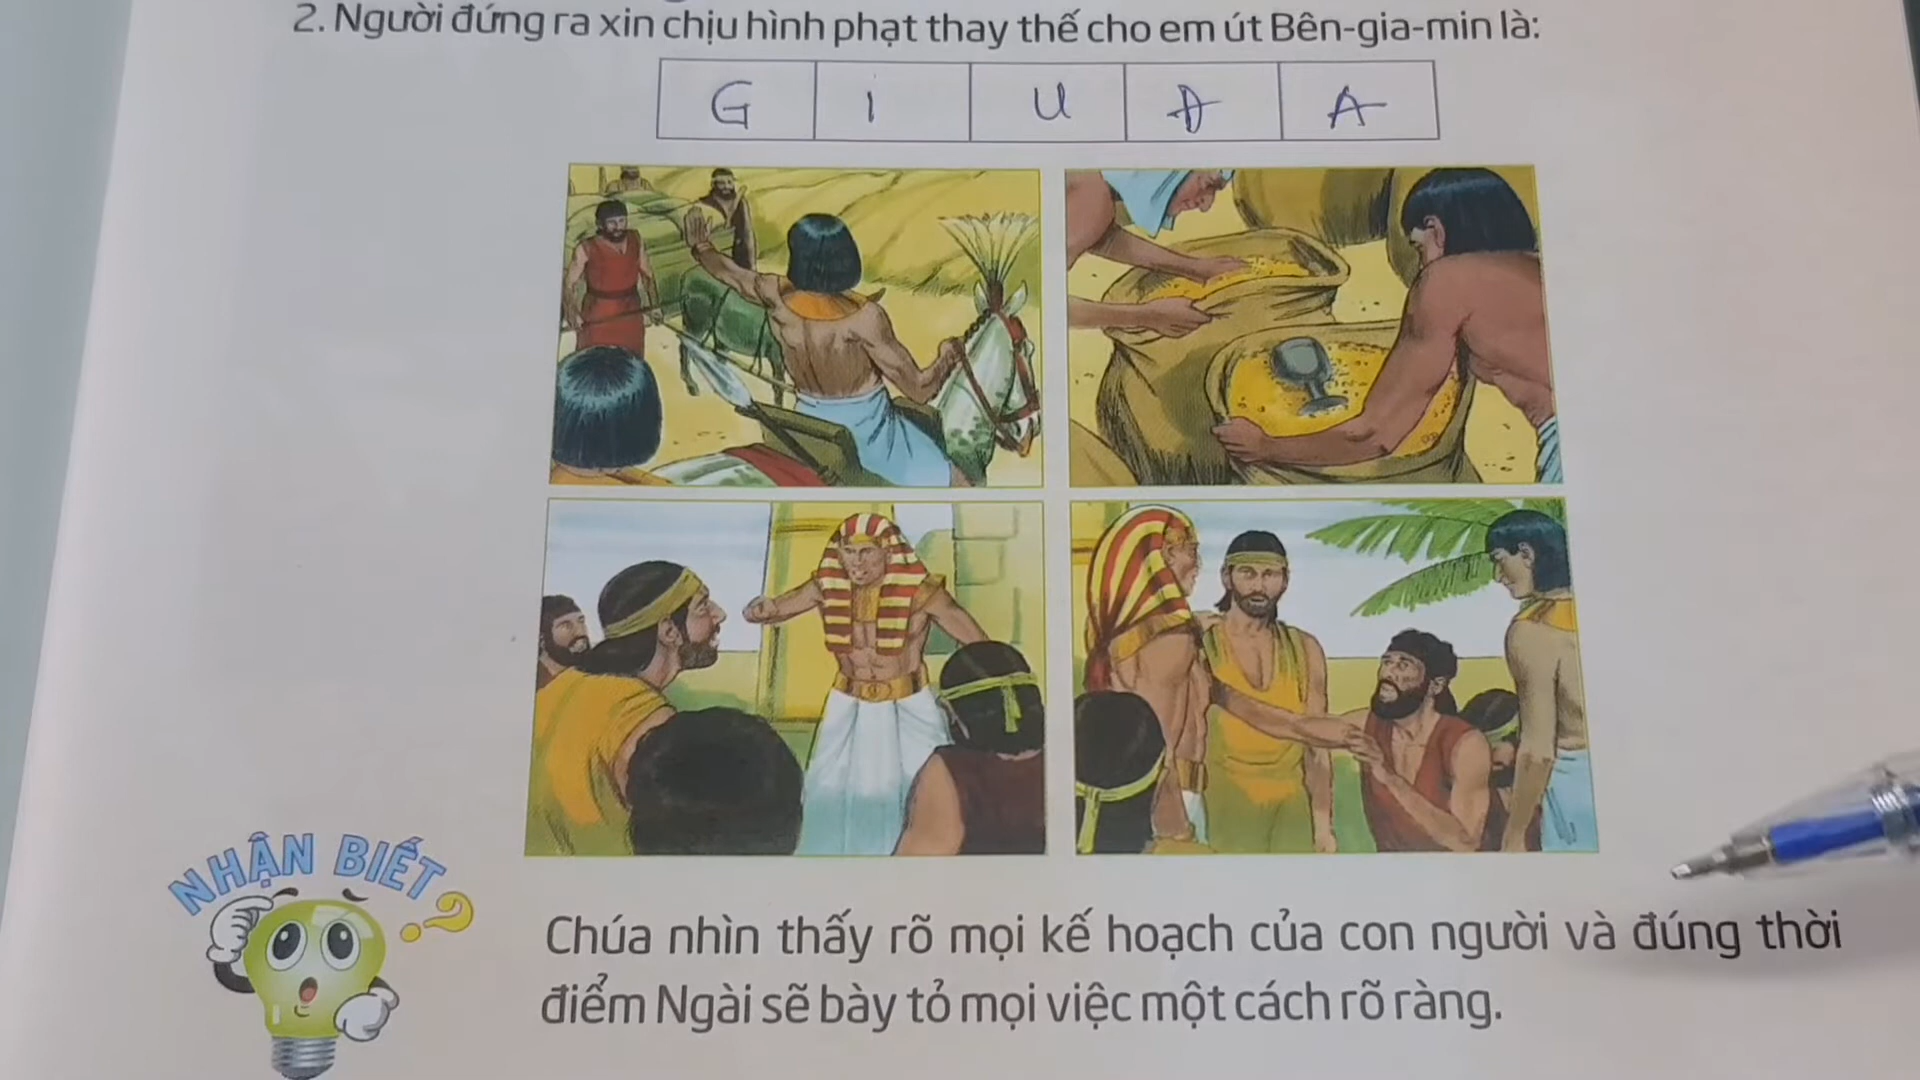 2. Người đứng ra xin chịu hình phạt thay thế cho em út Bên-gia-min là:
G I U Đ A
NHẬN BIẾT ?
Chúa nhìn thấy rõ mọi kế hoạch của con người và đúng thời
điểm Ngài sẽ bày tỏ mọi việc một cách rõ ràng.